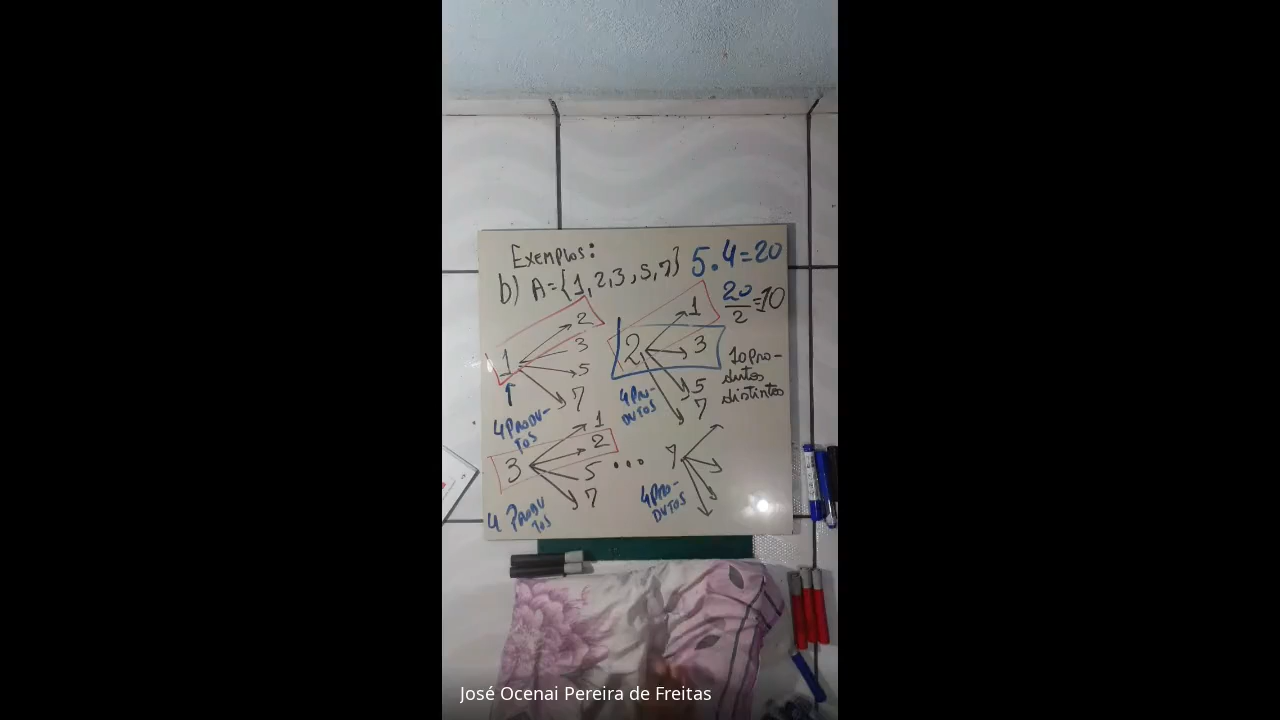 Exemplos:
b) A={1,2,3,5,7} 5.4=20
20/2=10
1 2 3 5 7
4 PRODU-
TOS
2 1 3 5 7
4 PRO-
DUTOS
10 Pro-
dutos
distintos
3 1 2 5 7
4 PRODU
TOS
... 7
4 PRO-
DUTOS
José Ocenai Pereira de Freitas